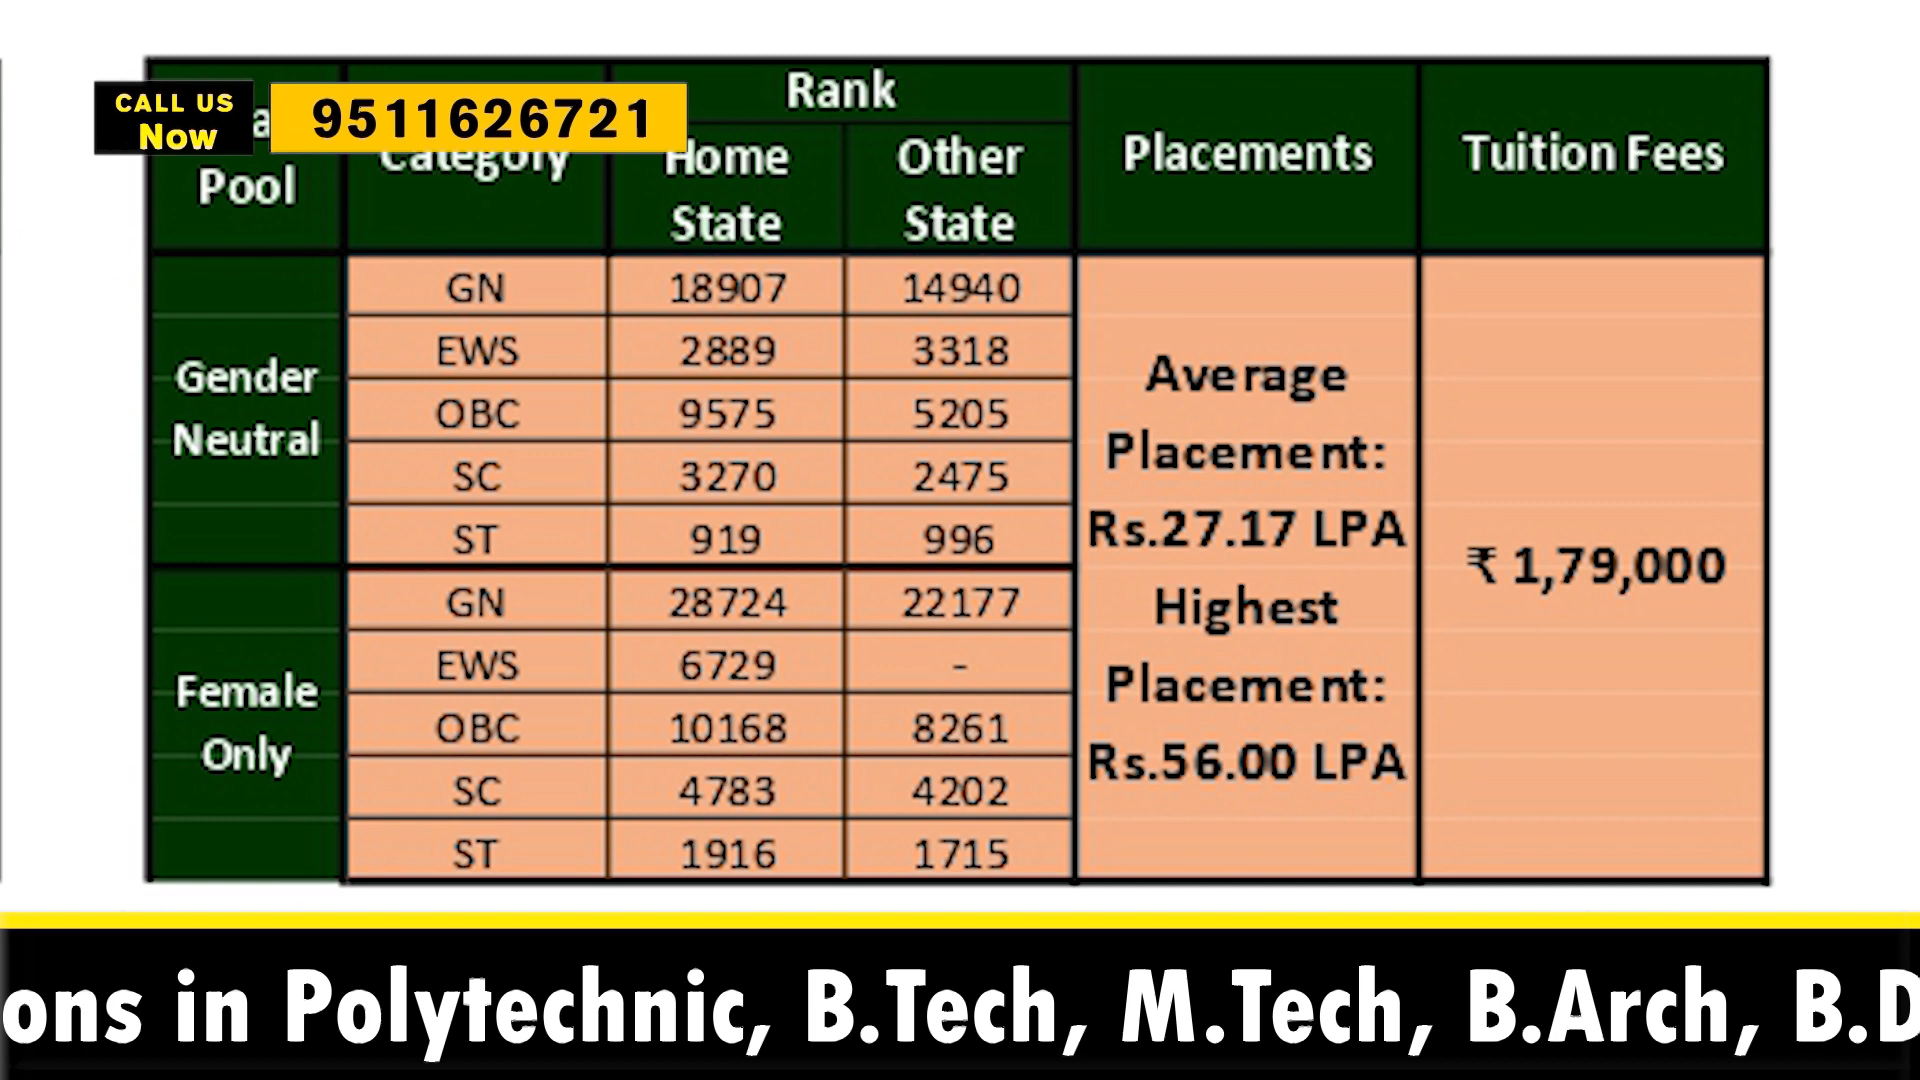 CALL US
Now
9511626721
Pool
Category
Rank
Home
State
Other
State
Placements
Tuition Fees
Gender
Neutral
GN 18907 14940
EWS 2889 3318
OBC 9575 5205
SC 3270 2475
ST 919 996
Female
Only
GN 28724 22177
EWS 6729 -
OBC 10168 8261
SC 4783 4202
ST 1916 1715
Average
Placement:
Rs.27.17 LPA
Highest
Placement:
Rs.56.00 LPA
₹ 1,79,000
ons in Polytechnic, B.Tech, M.Tech, B.Arch, B.D